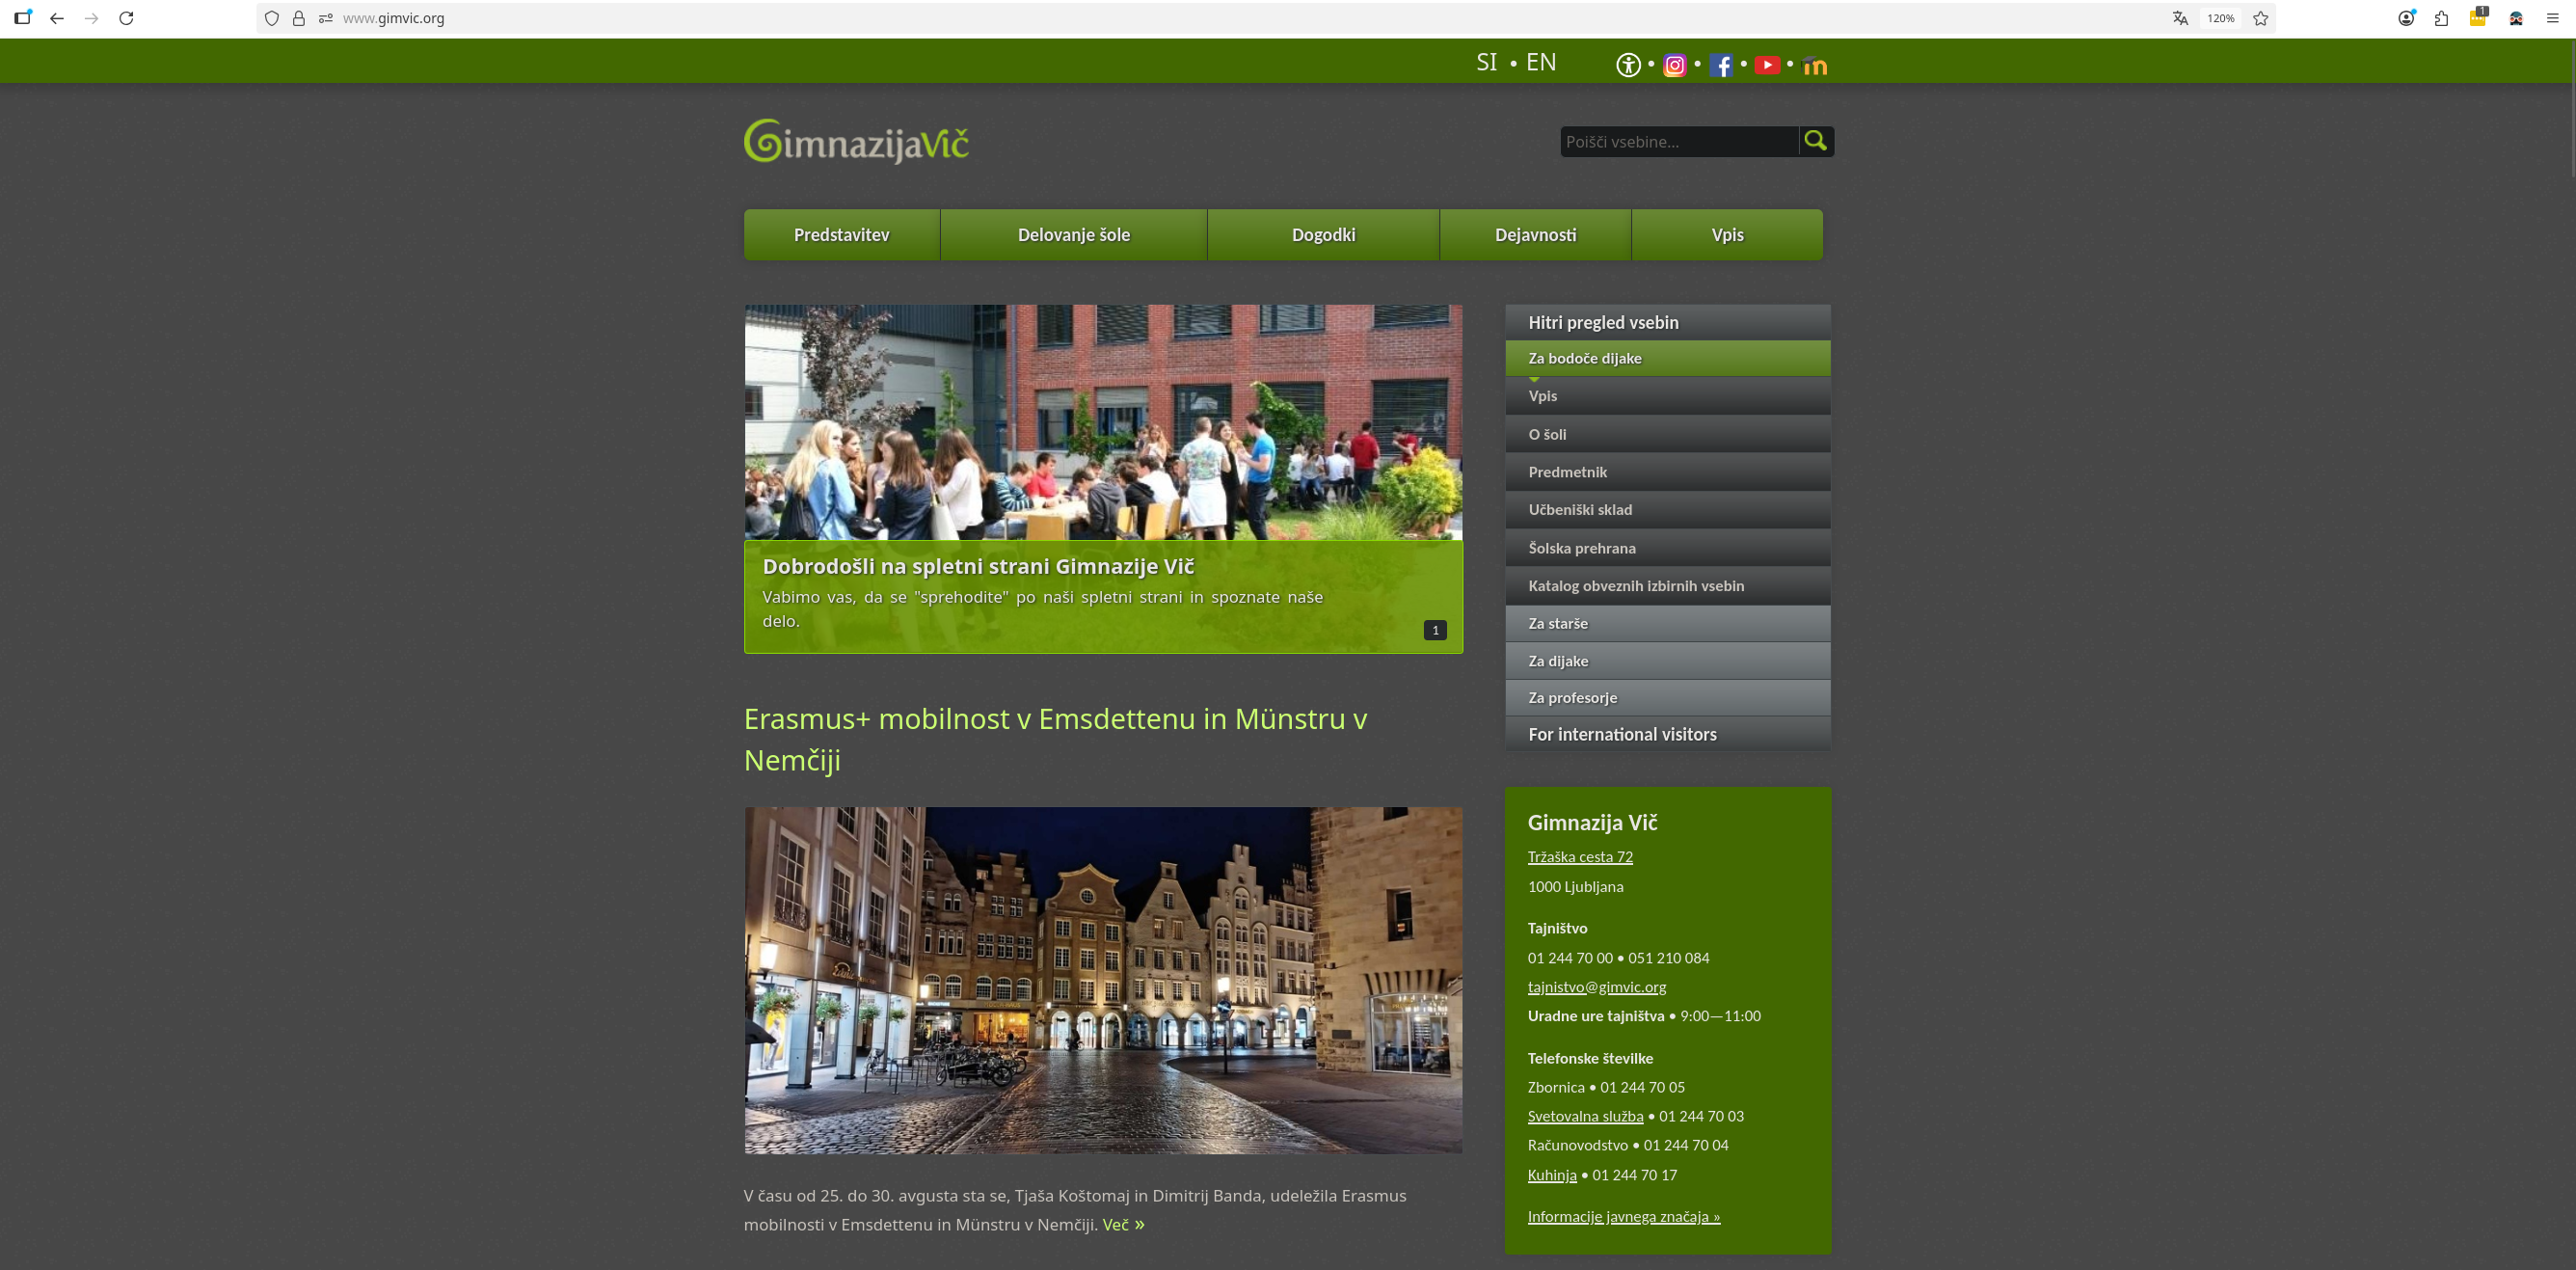 www.gimvic.org
120%
1
SI • EN
GimnazijaVič
Poišči vsebine...
Predstavitev
Delovanje šole
Dogodki
Dejavnosti
Vpis
Dobrodošli na spletni strani Gimnazije Vič
Vabimo vas, da se "sprehodite" po naši spletni strani in spoznate naše
delo.
1
Erasmus+ mobilnost v Emsdettenu in Münstru v
Nemčiji
V času od 25. do 30. avgusta sta se, Tjaša Koštomaj in Dimitrij Banda, udeležila Erasmus
mobilnosti v Emsdettenu in Münstru v Nemčiji. Več »
Hitri pregled vsebin
Za bodoče dijake
Vpis
O šoli
Predmetnik
Učbeniški sklad
Šolska prehrana
Katalog obveznih izbirnih vsebin
Za starše
Za dijake
Za profesorje
For international visitors
Gimnazija Vič
Tržaška cesta 72
1000 Ljubljana
Tajništvo
01 244 70 00 • 051 210 084
tajnistvo@gimvic.org
Uradne ure tajništva • 9:00—11:00
Telefonske številke
Zbornica • 01 244 70 05
Svetovalna služba • 01 244 70 03
Računovodstvo • 01 244 70 04
Kuhinja • 01 244 70 17
Informacije javnega značaja »